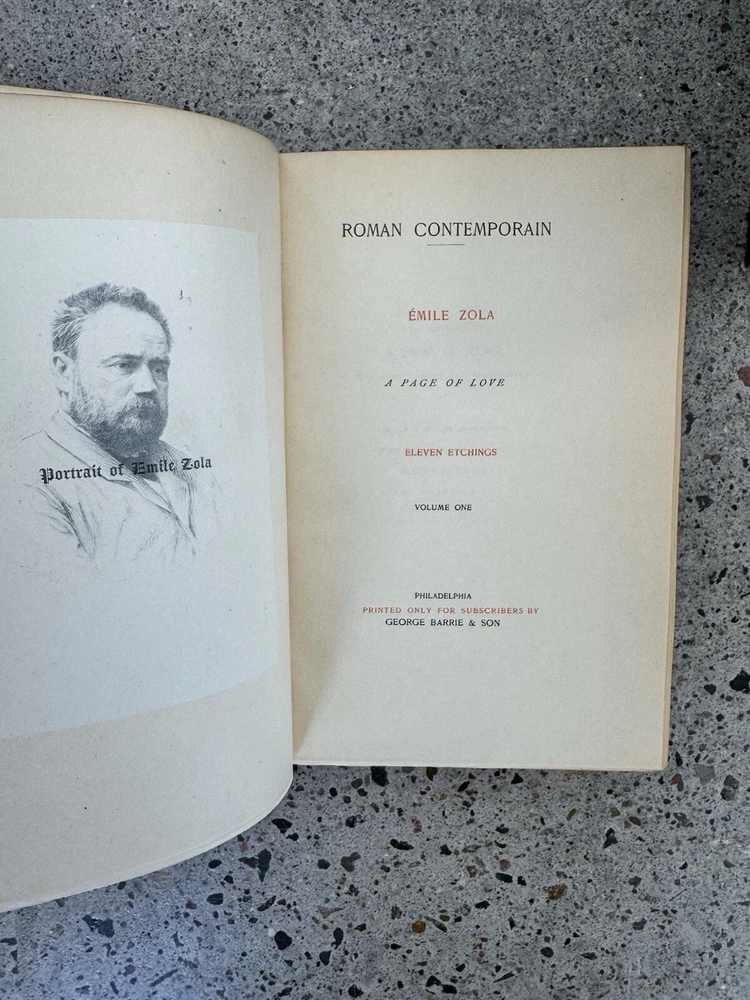 Portrait of Emile Zola
ROMAN CONTEMPORAIN
ÉMILE ZOLA
A PAGE OF LOVE
ELEVEN ETCHINGS
VOLUME ONE
PHILADELPHIA
PRINTED ONLY FOR SUBSCRIBERS BY
GEORGE BARRIE & SON